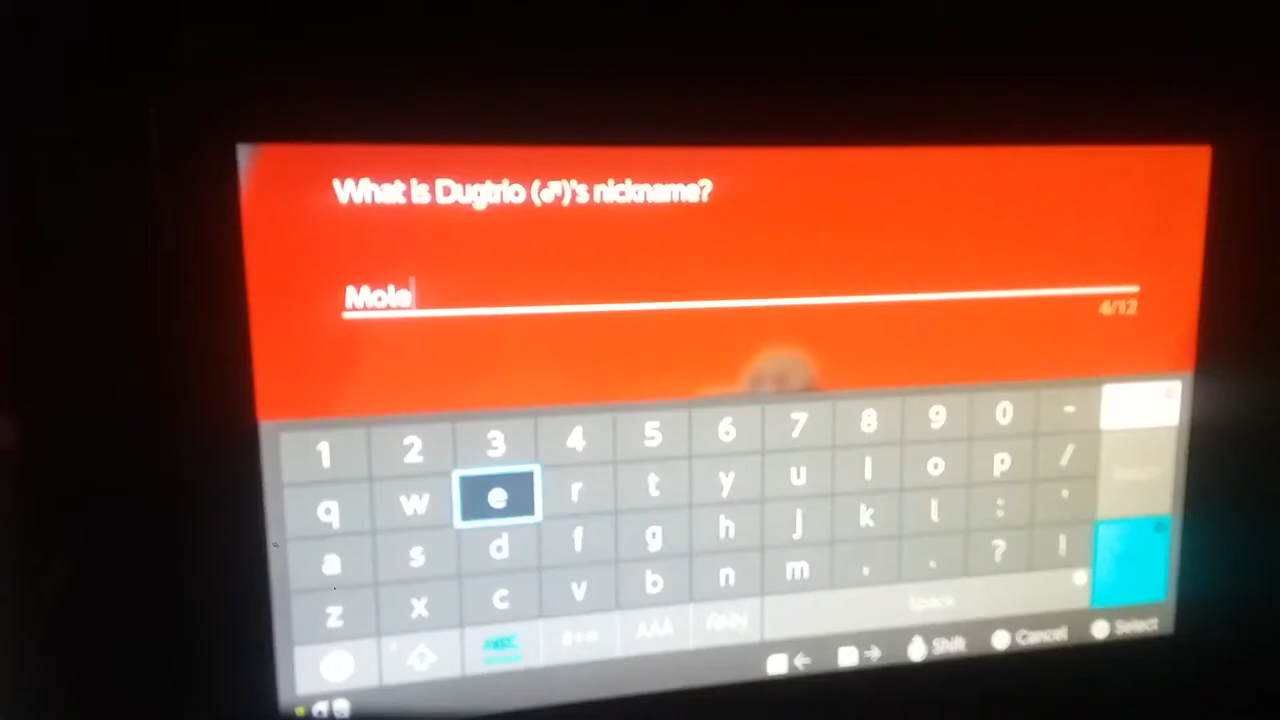 What is Dugtrio (♂)'s nickname?
Mole
4/12
1 2 3 4 5 6 7 8 9 0 -
q w e r t y u i o p /
a s d f g h j k l : '
z x c v b n m , . ? !
#+= AAA Space
Shift Cancel Select